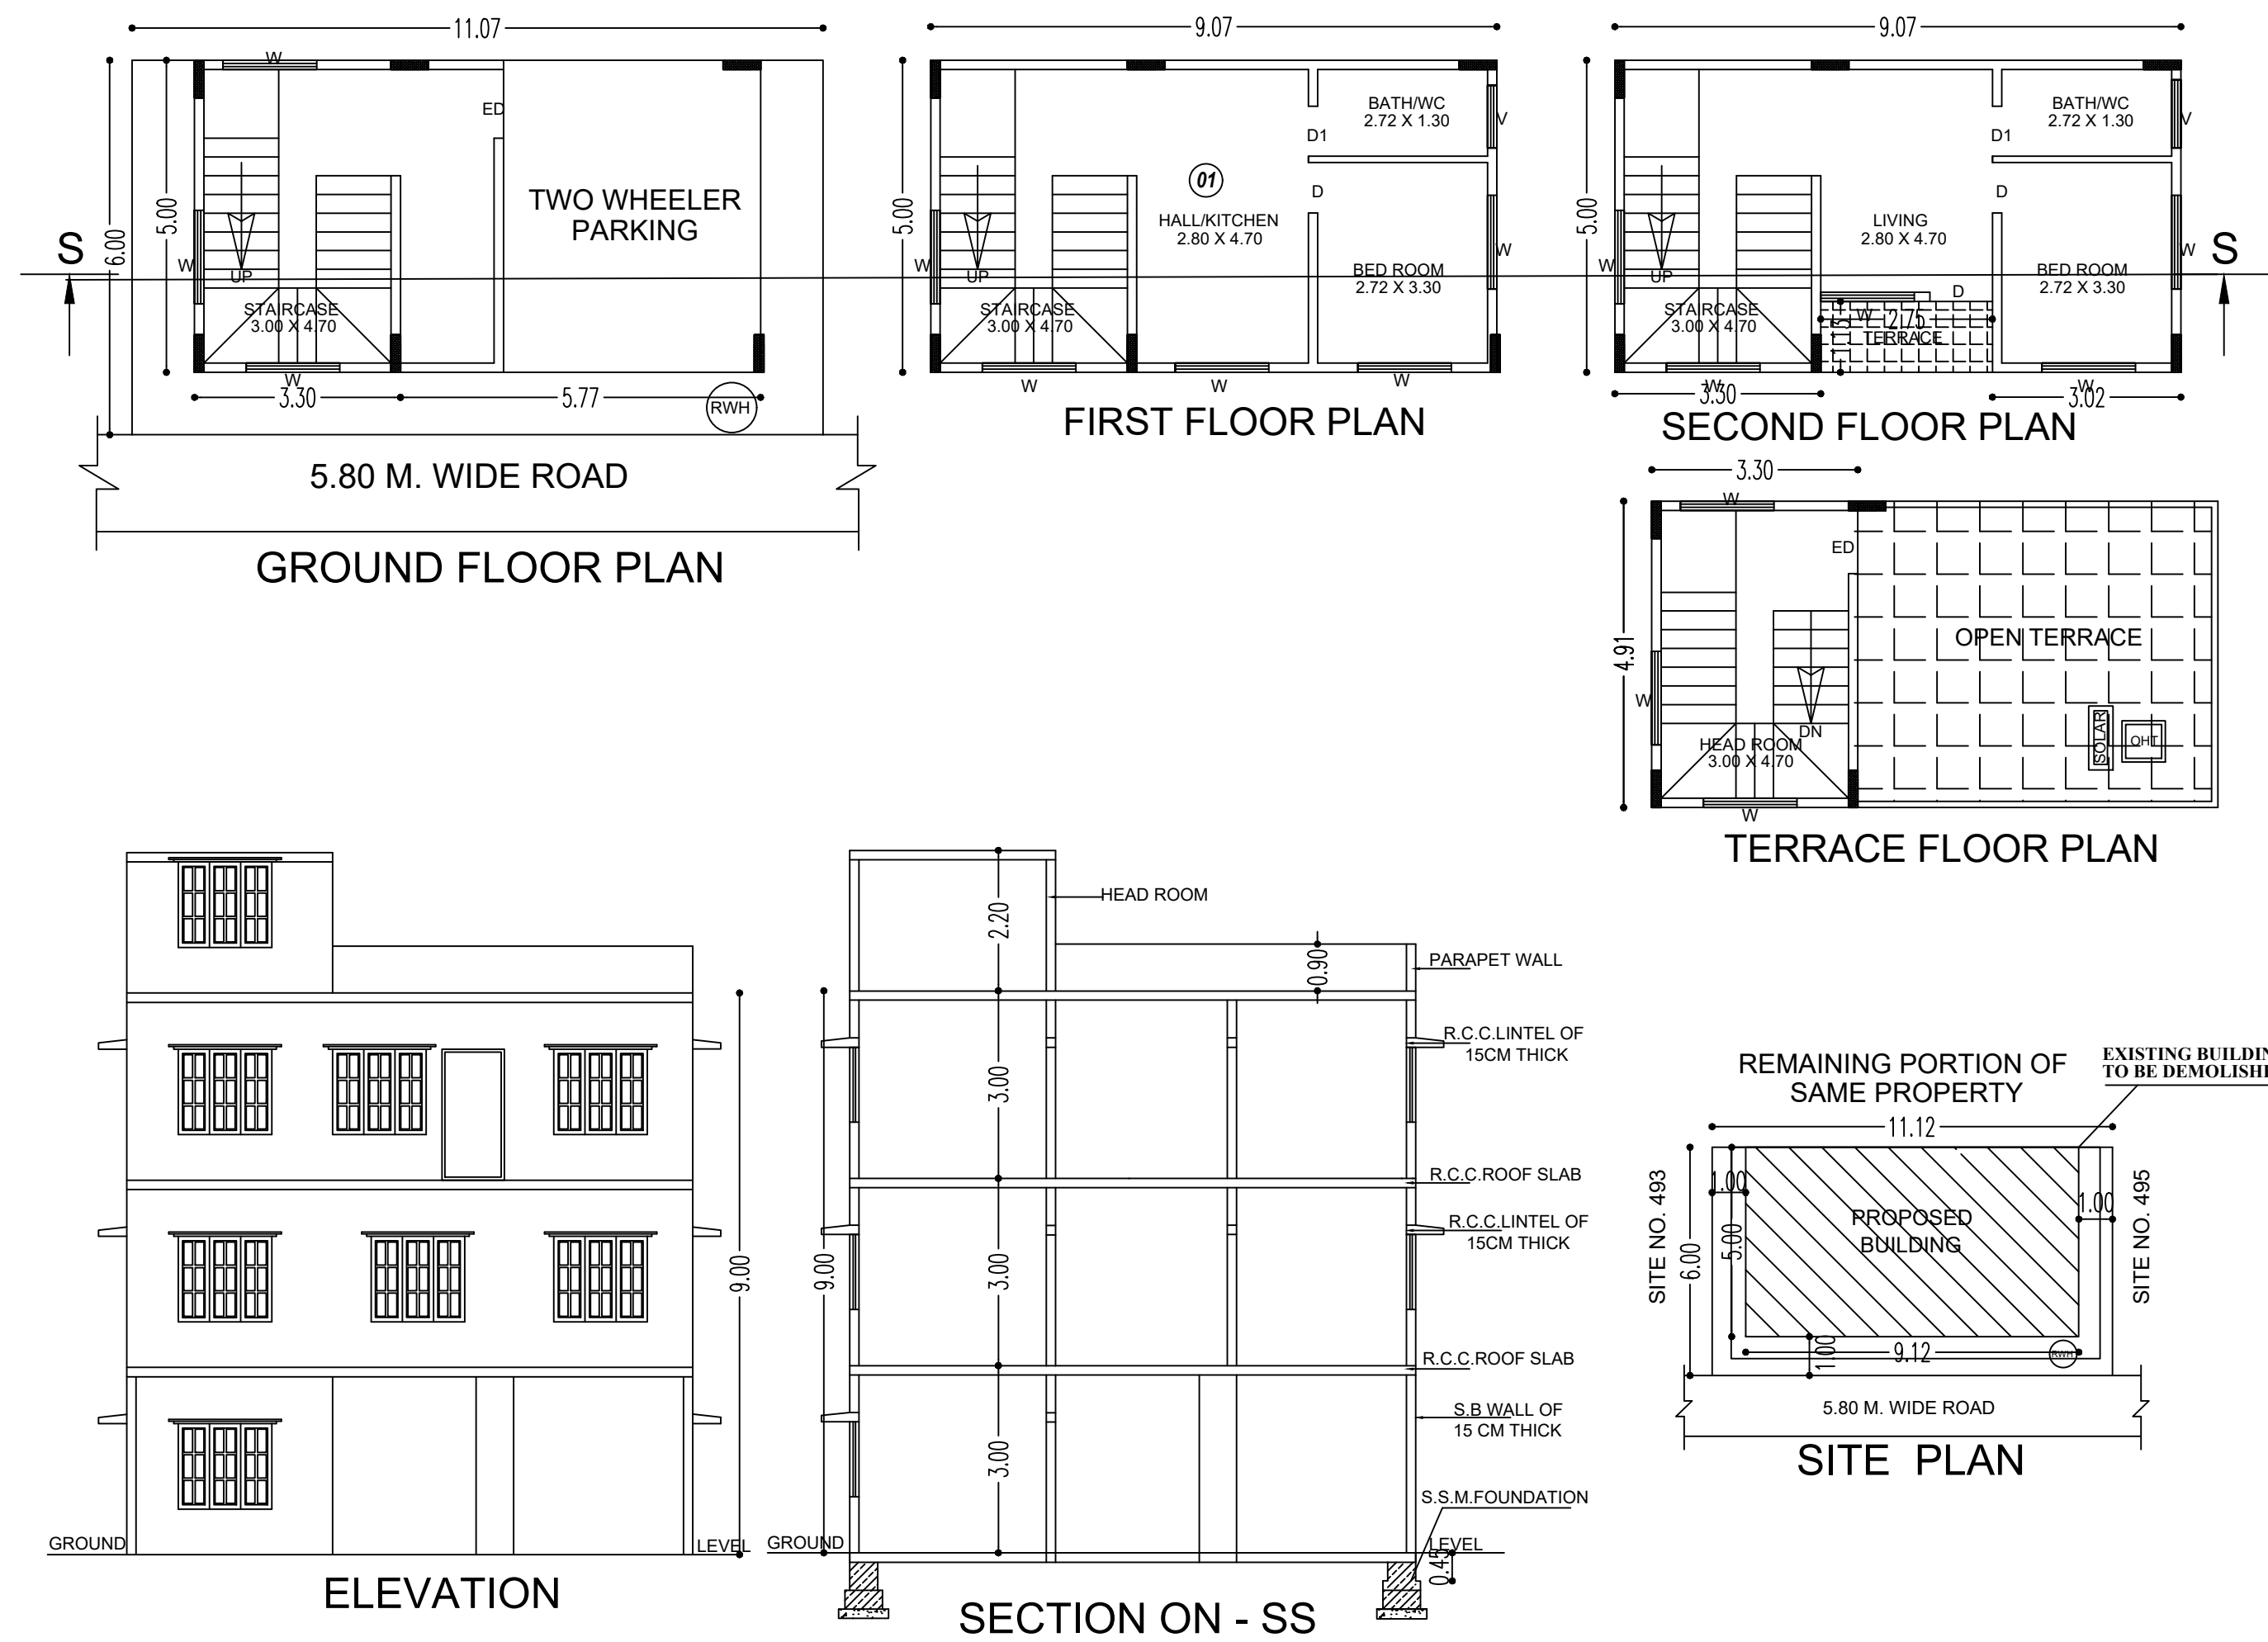 11.07
W
ED
6.00
5.00
TWO WHEELER
PARKING
S
W
UP
STAIRCASE
3.00 X 4.70
W
3.30
5.77
RWH
5.80 M. WIDE ROAD
GROUND FLOOR PLAN
9.07
5.00
BATH/WC
2.72 X 1.30
V
D1
01
D
HALL/KITCHEN
2.80 X 4.70
W
W
UP
BED ROOM
2.72 X 3.30
STAIRCASE
3.00 X 4.70
W
W
W
FIRST FLOOR PLAN
9.07
5.00
BATH/WC
2.72 X 1.30
V
D1
D
LIVING
2.80 X 4.70
W
W
S
UP
BED ROOM
2.72 X 3.30
D
STAIRCASE
3.00 X 4.70
W
2.75
TERRACE
W
W
3.30
3.02
SECOND FLOOR PLAN
3.30
W
ED
4.91
OPEN TERRACE
W
DN
HEAD ROOM
3.00 X 4.70
SOLAR
OHT
W
TERRACE FLOOR PLAN
9.00
GROUND
LEVEL
ELEVATION
HEAD ROOM
2.20
0.90
PARAPET WALL
R.C.C.LINTEL OF
15CM THICK
3.00
R.C.C.ROOF SLAB
R.C.C.LINTEL OF
15CM THICK
9.00
3.00
R.C.C.ROOF SLAB
S.B WALL OF
15 CM THICK
3.00
S.S.M.FOUNDATION
GROUND
LEVEL
0.45
SECTION ON - SS
REMAINING PORTION OF
SAME PROPERTY
EXISTING BUILDIN
TO BE DEMOLISHE
11.12
1.00
1.00
SITE NO. 493
6.00
5.00
PROPOSED
BUILDING
SITE NO. 495
1.00
9.12
RWH
5.80 M. WIDE ROAD
SITE PLAN